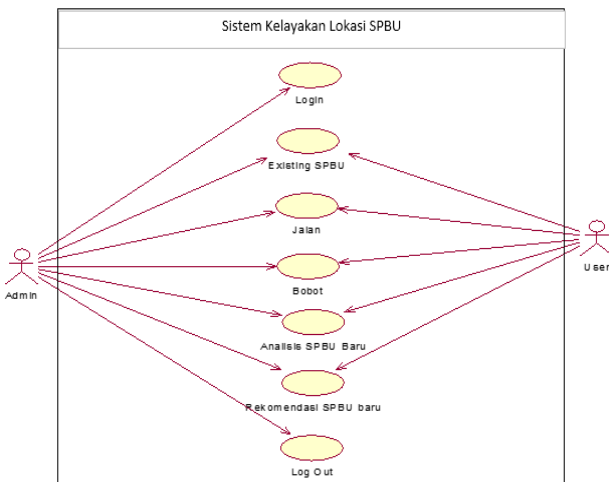 Sistem Kelayakan Lokasi SPBU
Login
Existing SPBU
Jalan
Bobot
Analisis SPBU Baru
Rekomendasi SPBU baru
Log Out
Admin
User